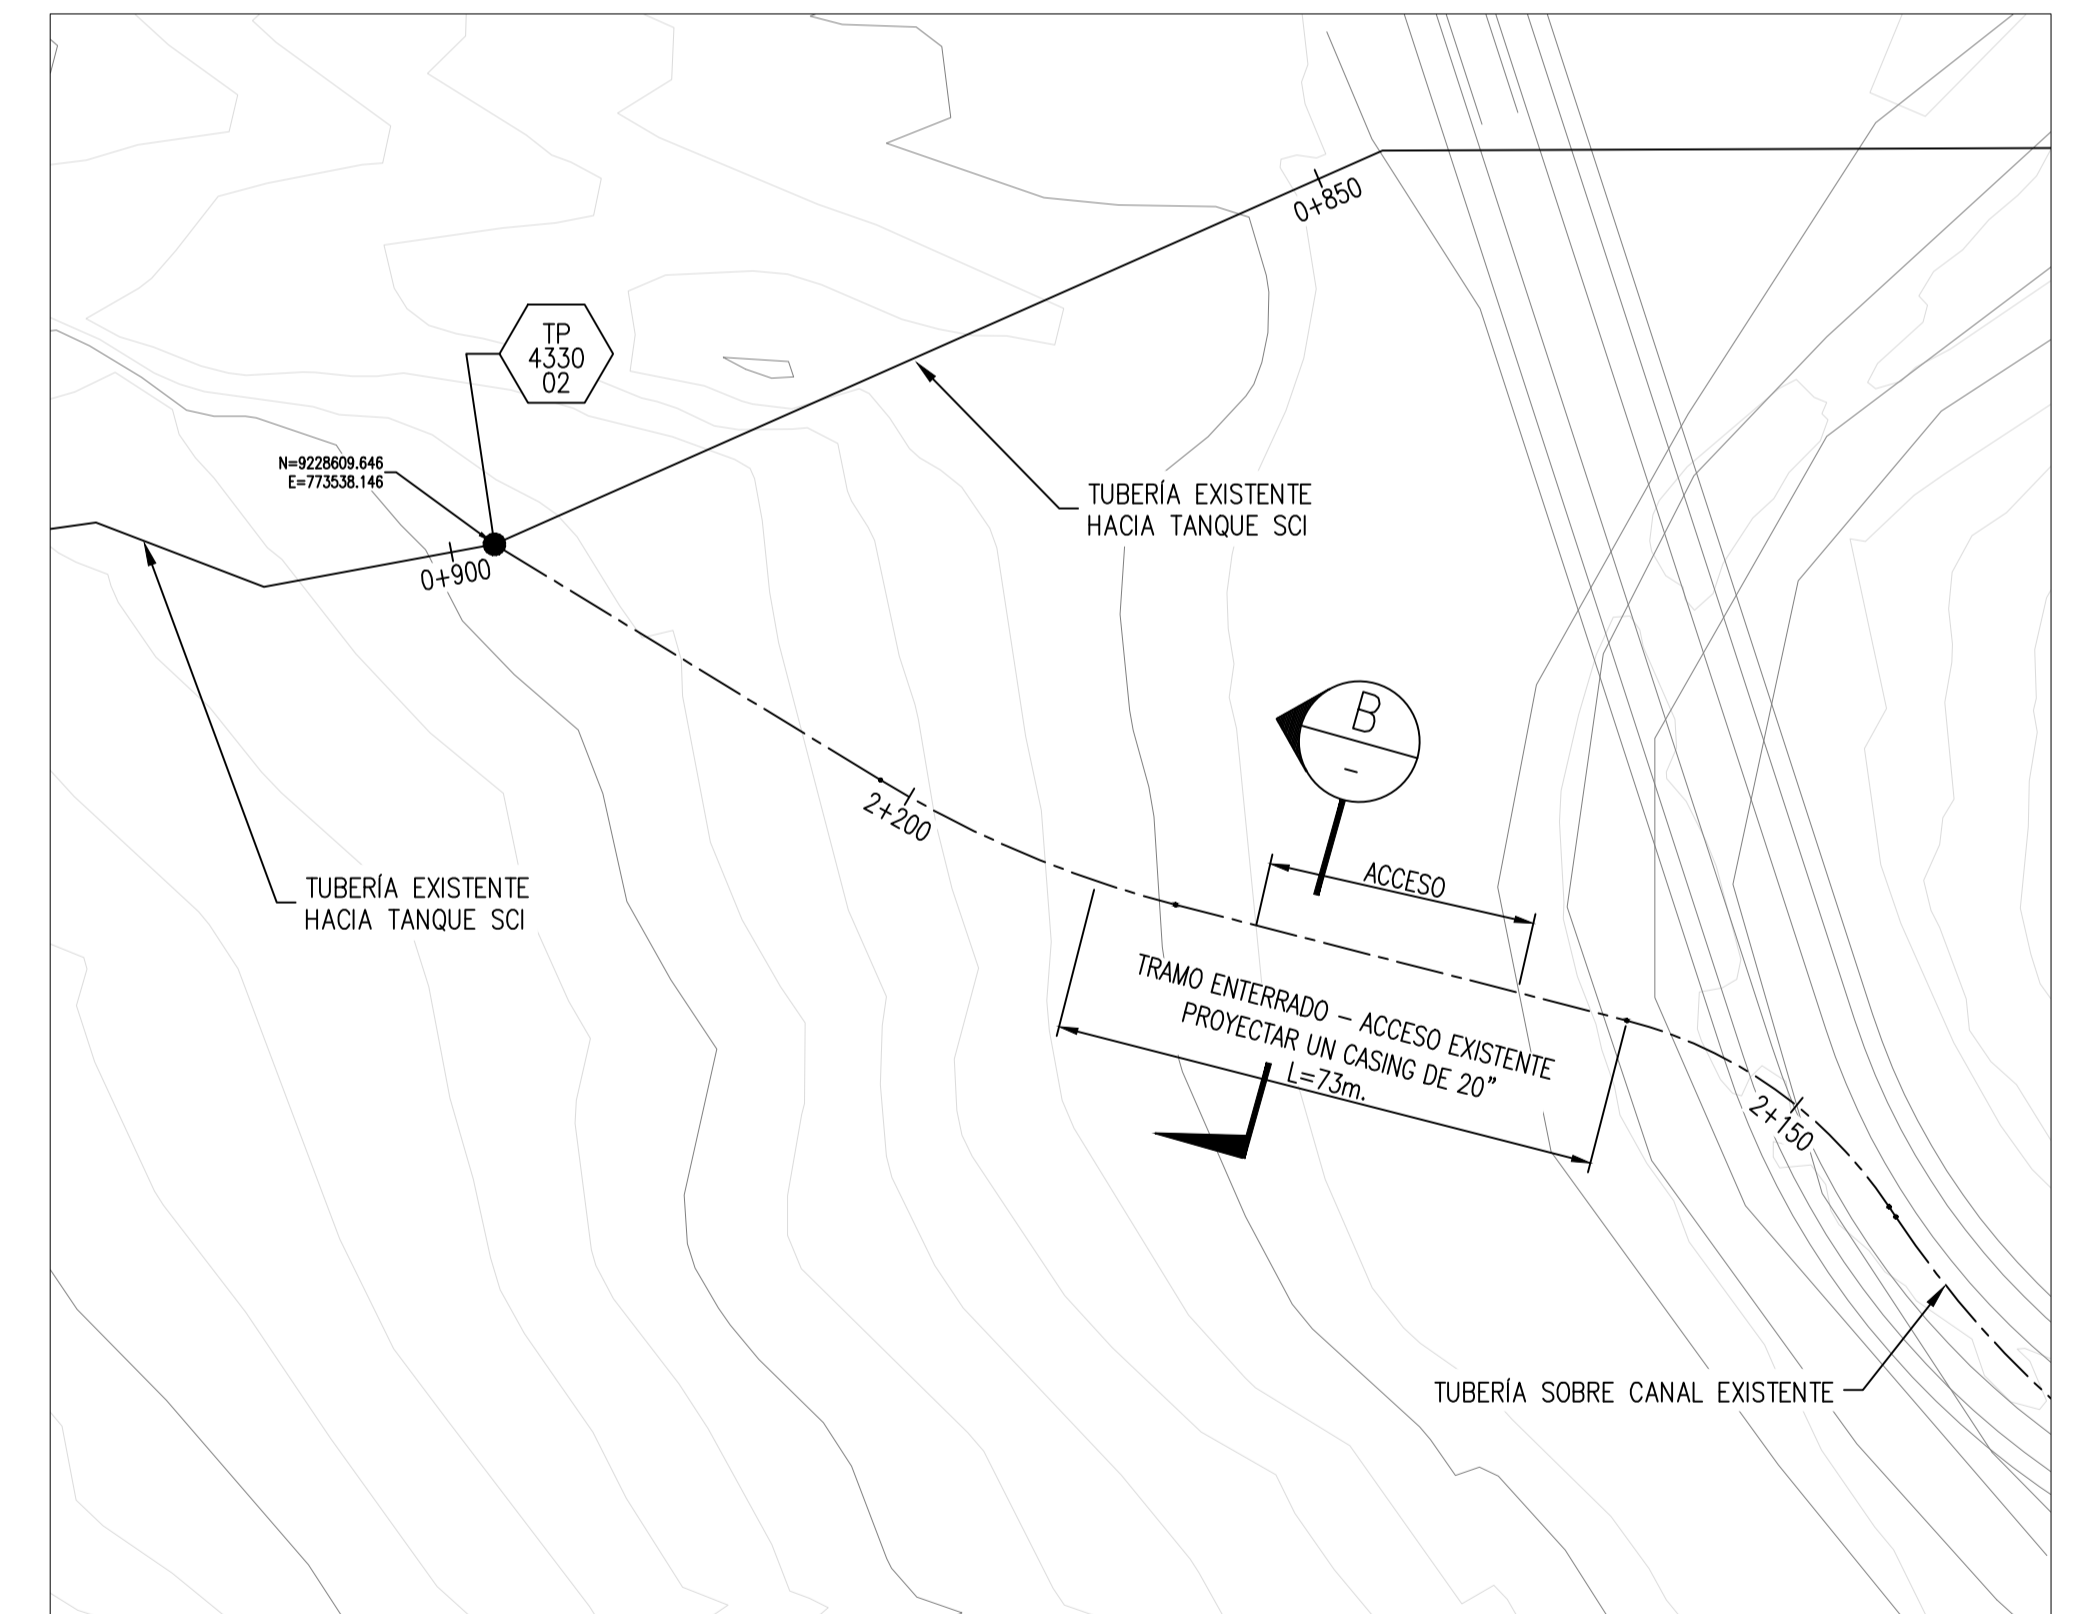 0+850
TP
4330
02
N=9228609.646
E=773538.146
TUBERÍA EXISTENTE
HACIA TANQUE SCI
0+900
B
-
2+200
ACCESO
TUBERÍA EXISTENTE
HACIA TANQUE SCI
TRAMO ENTERRADO - ACCESO EXISTENTE
PROYECTAR UN CASING DE 20"
L=73m.
2+150
TUBERÍA SOBRE CANAL EXISTENTE